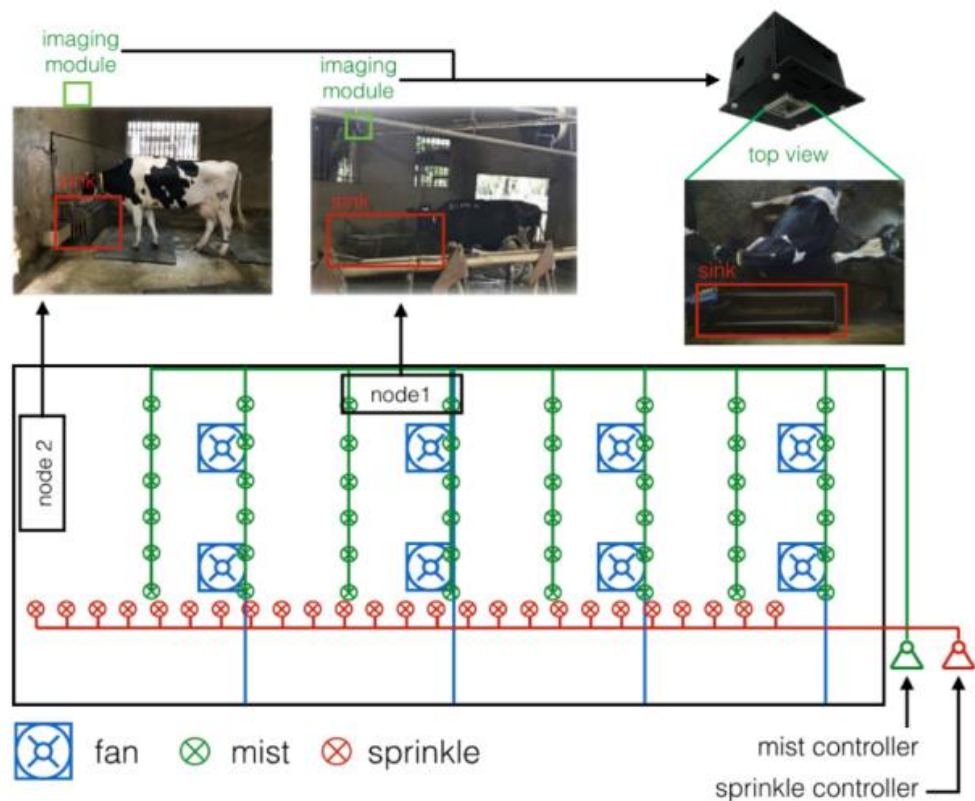 imaging
module
imaging
module
top view
sink
sink
sink
node 2
node1
fan
mist
sprinkle
mist controller
sprinkle controller